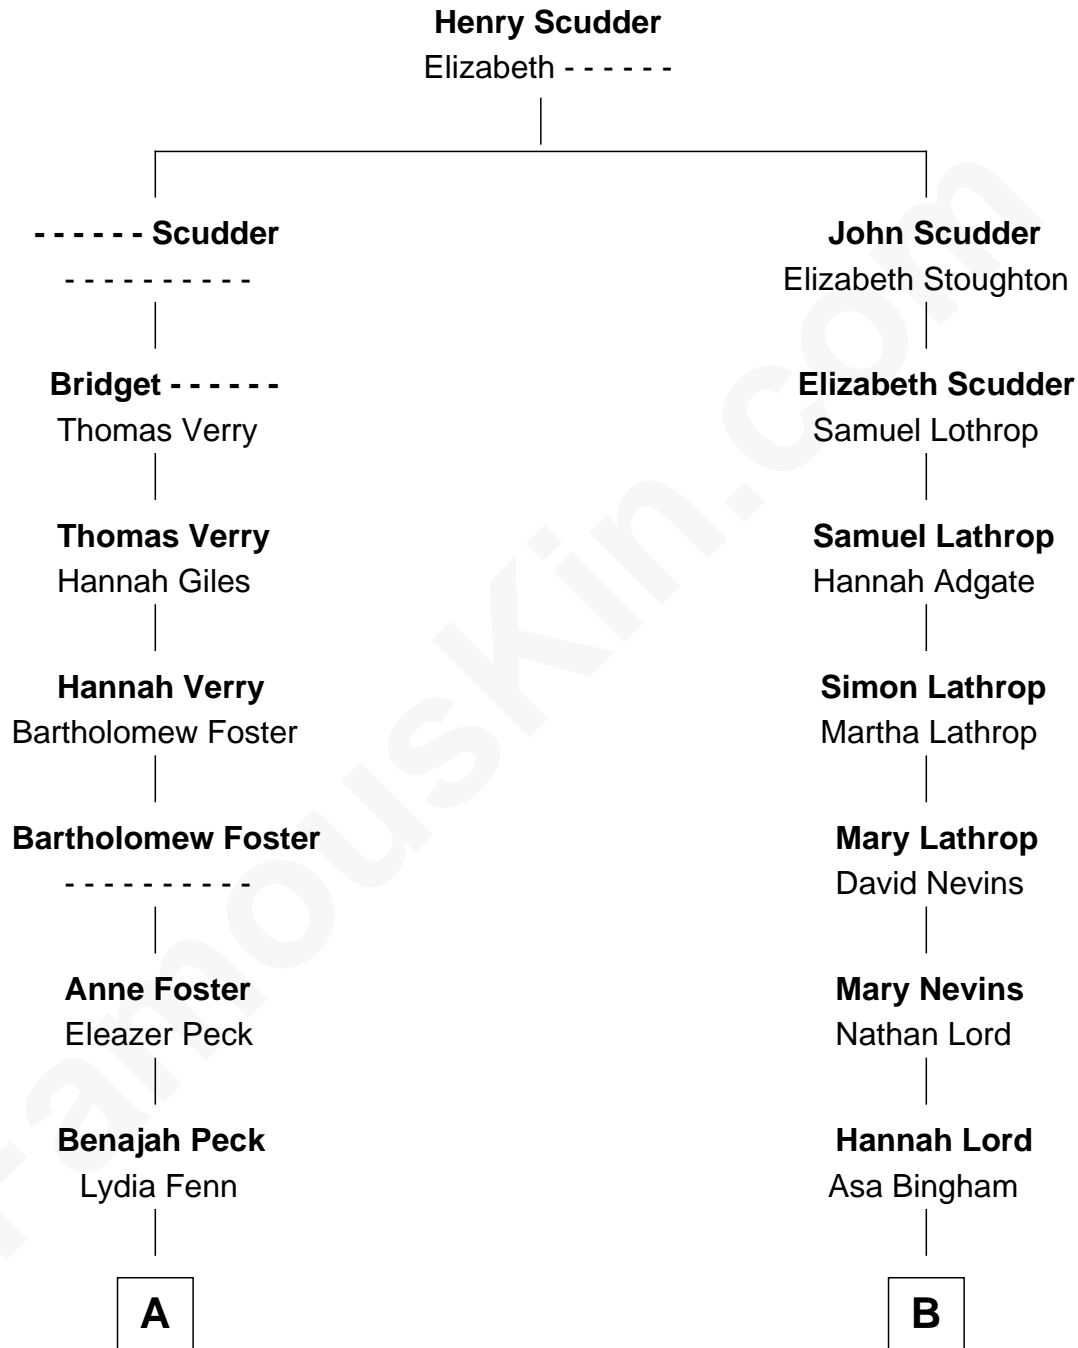 Henry Scudder
Elizabeth - - - - - -
- - - - - - Scudder
- - - - - - - - - -
John Scudder
Elizabeth Stoughton
Bridget - - - - - -
Thomas Verry
Elizabeth Scudder
Samuel Lothrop
Thomas Verry
Hannah Giles
Samuel Lathrop
Hannah Adgate
Hannah Verry
Bartholomew Foster
Simon Lathrop
Martha Lathrop
Bartholomew Foster
- - - - - - - - - -
Mary Lathrop
David Nevins
Anne Foster
Eleazer Peck
Mary Nevins
Nathan Lord
Benajah Peck
Lydia Fenn
Hannah Lord
Asa Bingham
A
B
FamousKin.com